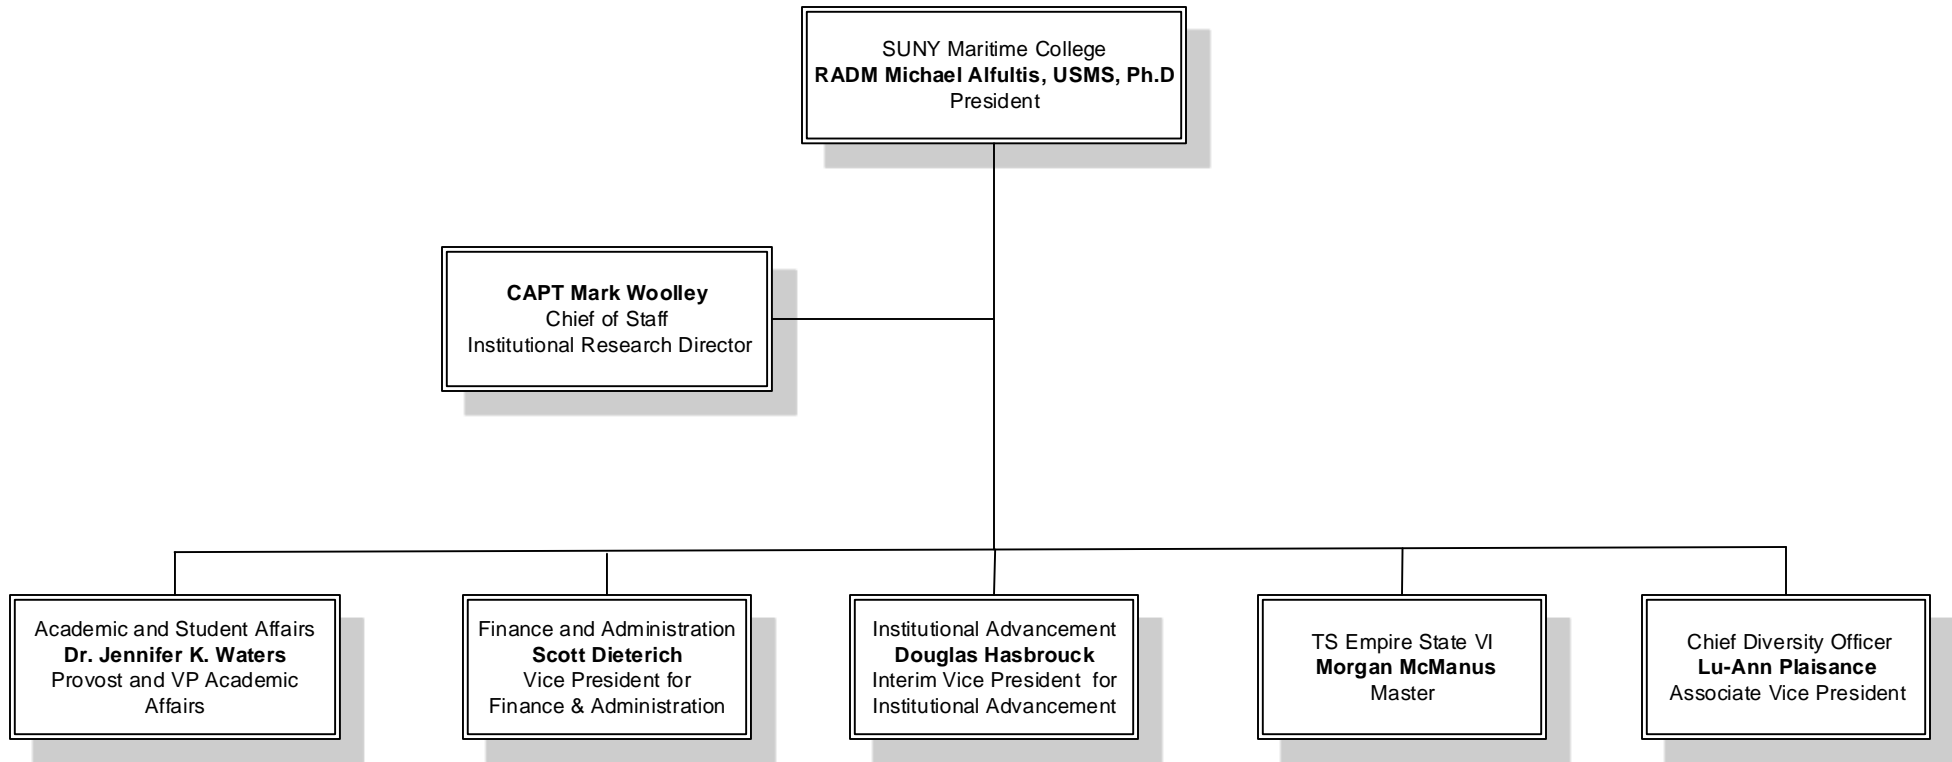 SUNY Maritime College
RADM Michael Alfultis, USMS, Ph.D
President
CAPT Mark Woolley
Chief of Staff
Institutional Research Director
Academic and Student Affairs
Dr. Jennifer K. Waters
Provost and VP Academic
Affairs
Finance and Administration
Scott Dieterich
Vice President for
Finance & Administration
Institutional Advancement
Douglas Hasbrouck
Interim Vice President for
Institutional Advancement
TS Empire State VI
Morgan McManus
Master
Chief Diversity Officer
Lu-Ann Plaisance
Associate Vice President